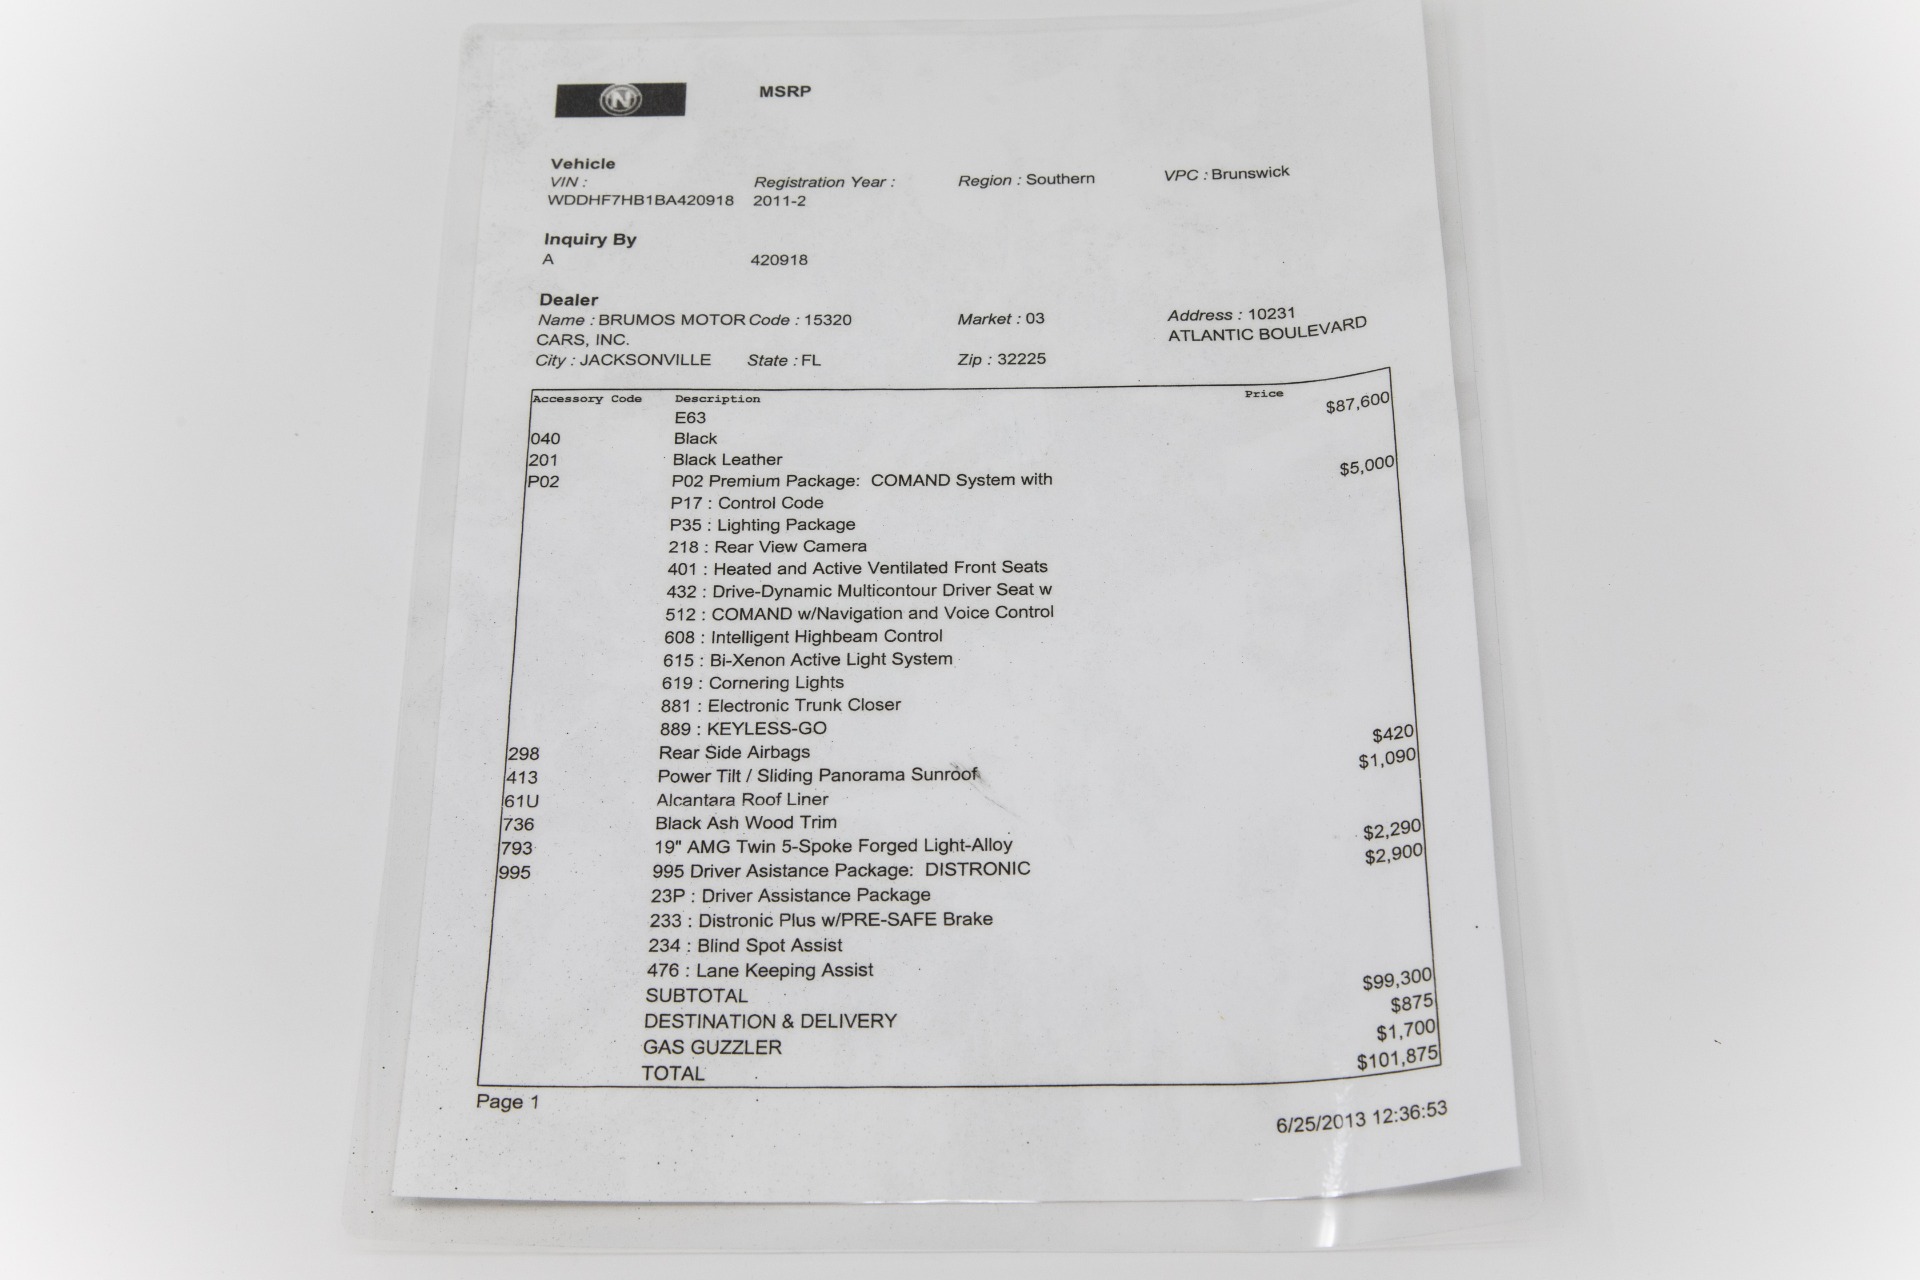 N
MSRP
Vehicle
VIN : Registration Year : Region : Southern VPC : Brunswick
WDDHF7HB1BA420918 2011-2
Inquiry By
A 420918
Dealer
Name : BRUMOS MOTOR Code : 15320 Market : 03 Address : 10231
CARS, INC. ATLANTIC BOULEVARD
City : JACKSONVILLE State : FL Zip : 32225
Accessory Code Description Price
E63 $87,600
040 Black
201 Black Leather
P02 P02 Premium Package: COMAND System with $5,000
P17 : Control Code
P35 : Lighting Package
218 : Rear View Camera
401 : Heated and Active Ventilated Front Seats
432 : Drive-Dynamic Multicontour Driver Seat w
512 : COMAND w/Navigation and Voice Control
608 : Intelligent Highbeam Control
615 : Bi-Xenon Active Light System
619 : Cornering Lights
881 : Electronic Trunk Closer
889 : KEYLESS-GO
298 Rear Side Airbags $420
413 Power Tilt / Sliding Panorama Sunroof $1,090
61U Alcantara Roof Liner
736 Black Ash Wood Trim
793 19" AMG Twin 5-Spoke Forged Light-Alloy $2,290
995 995 Driver Asistance Package: DISTRONIC $2,900
23P : Driver Assistance Package
233 : Distronic Plus w/PRE-SAFE Brake
234 : Blind Spot Assist
476 : Lane Keeping Assist
SUBTOTAL $99,300
DESTINATION & DELIVERY $875
GAS GUZZLER $1,700
TOTAL $101,875
Page 1
6/25/2013 12:36:53